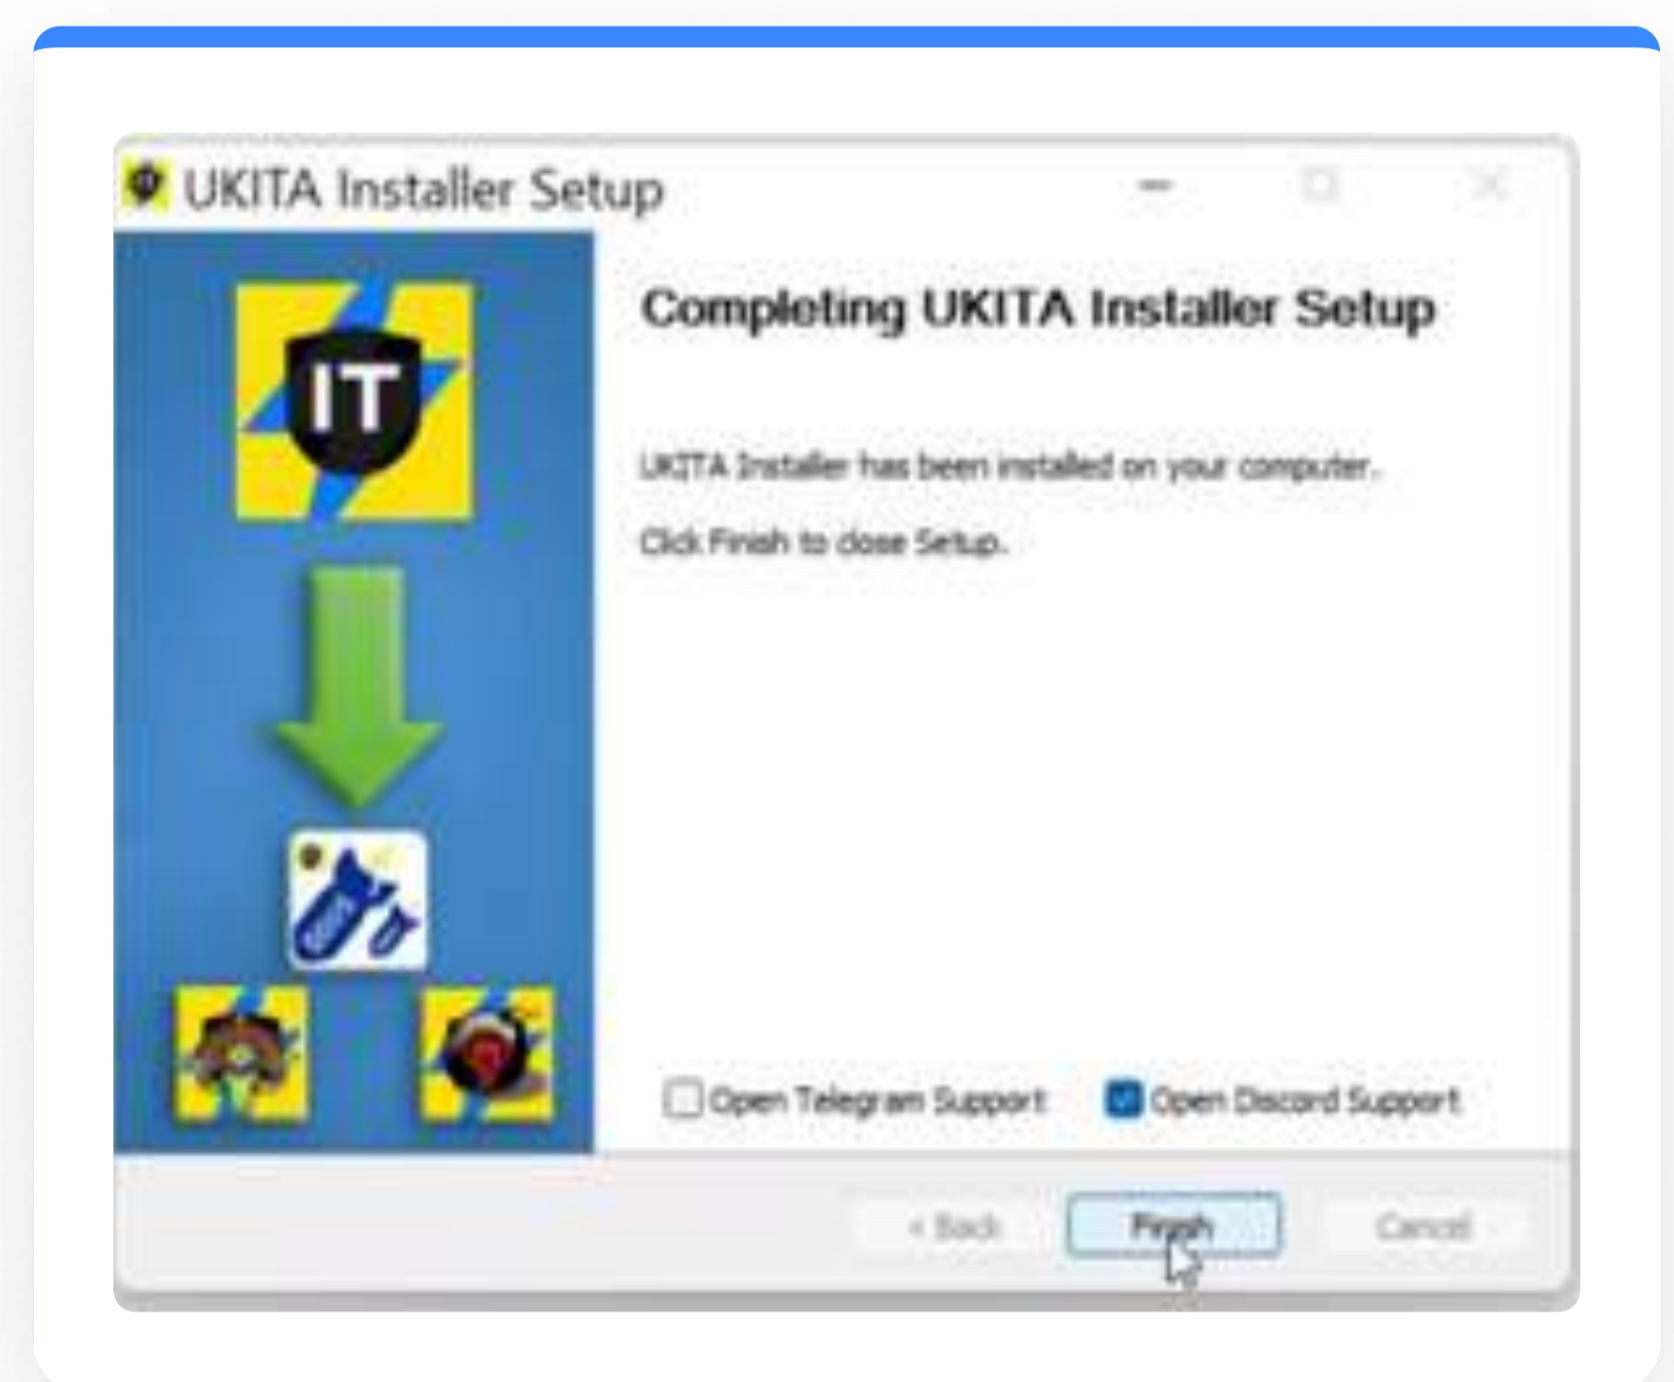 UKITA Installer Setup
IT
Completing UKITA Installer Setup
UKITA Installer has been installed on your computer.
Click Finish to close Setup.
Open Telegram Support
Open Discord Support
< Back
Finish
Cancel